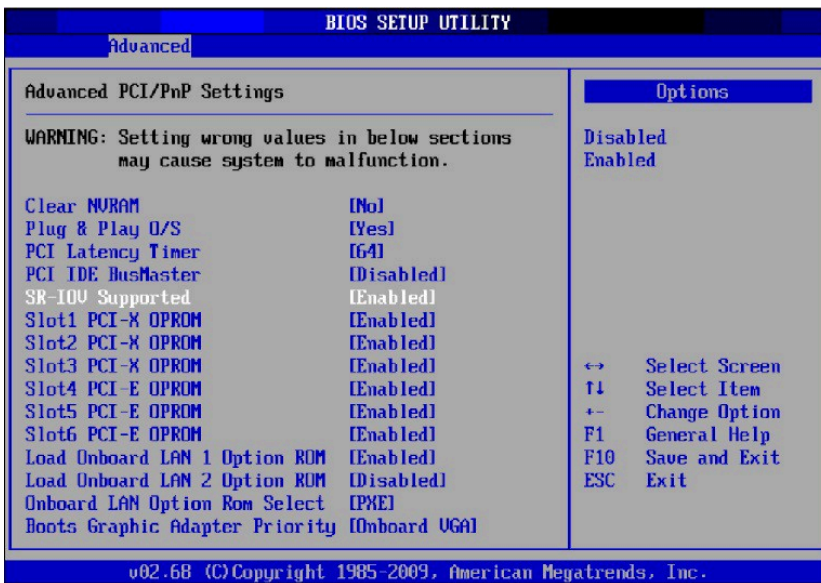 BIOS SETUP UTILITY
Advanced
Advanced PCI/PnP Settings
WARNING: Setting wrong values in below sections
may cause system to malfunction.
Clear NVRAM [No]
Plug & Play O/S [Yes]
PCI Latency Timer [64]
PCI IDE BusMaster [Disabled]
SR-IOV Supported [Enabled]
Slot1 PCI-X OPROM [Enabled]
Slot2 PCI-X OPROM [Enabled]
Slot3 PCI-X OPROM [Enabled]
Slot4 PCI-E OPROM [Enabled]
Slot5 PCI-E OPROM [Enabled]
Slot6 PCI-E OPROM [Enabled]
Load Onboard LAN 1 Option ROM [Enabled]
Load Onboard LAN 2 Option ROM [Disabled]
Onboard LAN Option Rom Select [PXE]
Boots Graphic Adapter Priority [Onboard VGA]
Options
Disabled
Enabled
↔ Select Screen
↑↓ Select Item
+- Change Option
F1 General Help
F10 Save and Exit
ESC Exit
v02.68 (C)Copyright 1985-2009, American Megatrends, Inc.